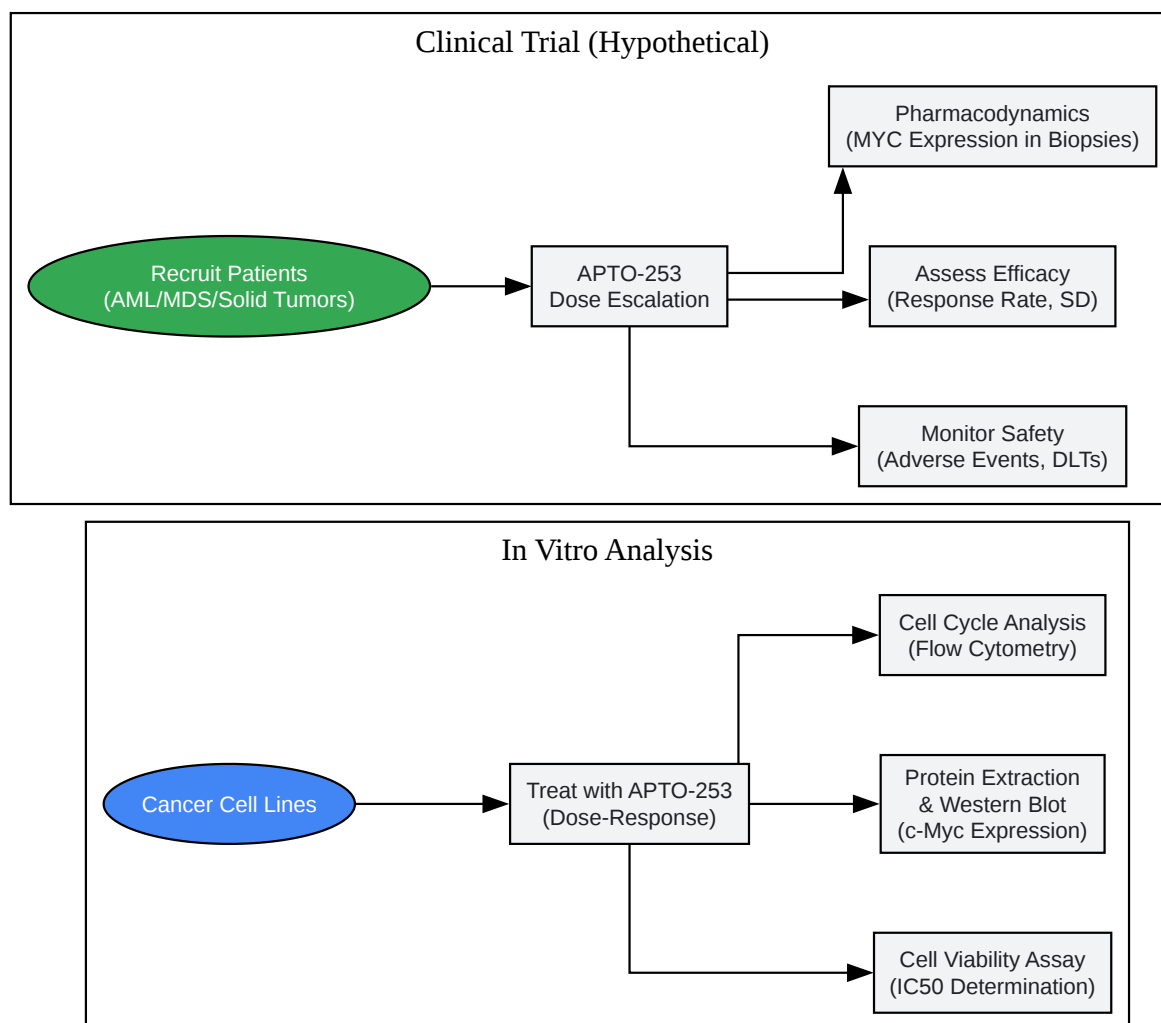 Clinical Trial (Hypothetical)
Pharmacodynamics
(MYC Expression in Biopsies)
Recruit Patients
(AML/MDS/Solid Tumors)
APTO-253
Dose Escalation
Assess Efficacy
(Response Rate, SD)
Monitor Safety
(Adverse Events, DLTs)
In Vitro Analysis
Cell Cycle Analysis
(Flow Cytometry)
Cancer Cell Lines
Treat with APTO-253
(Dose-Response)
Protein Extraction
& Western Blot
(c-Myc Expression)
Cell Viability Assay
(IC50 Determination)